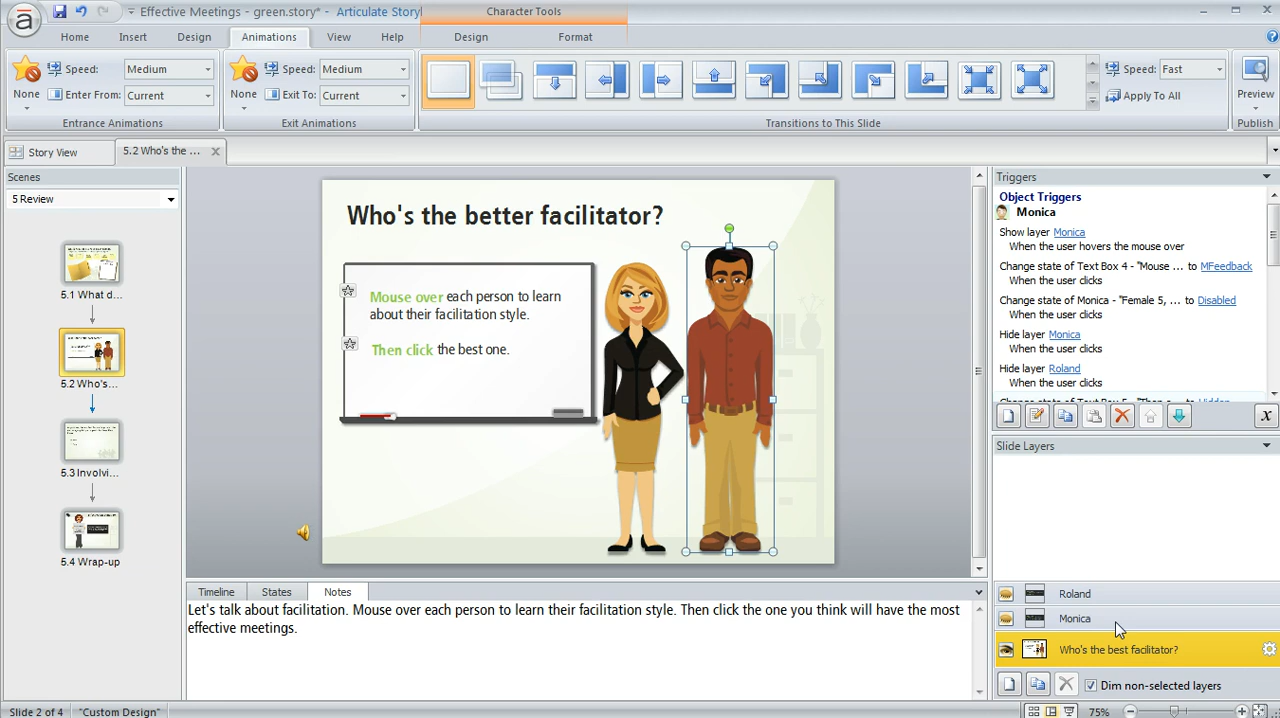 Effective Meetings - green.story* - Articulate Story
Character Tools
Home
Insert
Design
Animations
View
Help
Design
Format
None
Speed:
Medium
Enter From:
Current
Entrance Animations
None
Speed:
Medium
Exit To:
Current
Exit Animations
Transitions to This Slide
Speed:
Fast
Apply To All
Preview
Publish
Story View
5.2 Who's the ...
Scenes
5 Review
5.1 What d...
5.2 Who's...
5.3 Involvi...
5.4 Wrap-up
Who's the better facilitator?
Mouse over each person to learn
about their facilitation style.
Then click the best one.
Timeline
States
Notes
Let's talk about facilitation. Mouse over each person to learn their facilitation style. Then click the one you think will have the most
effective meetings.
Triggers
Object Triggers
Monica
Show layer Monica
When the user hovers the mouse over
Change state of Text Box 4 - "Mouse ... to MFeedback
When the user clicks
Change state of Monica - "Female 5, ... to Disabled
When the user clicks
Hide layer Monica
When the user clicks
Hide layer Roland
When the user clicks
Slide Layers
Roland
Monica
Who's the best facilitator?
Dim non-selected layers
Slide 2 of 4
"Custom Design"
75%